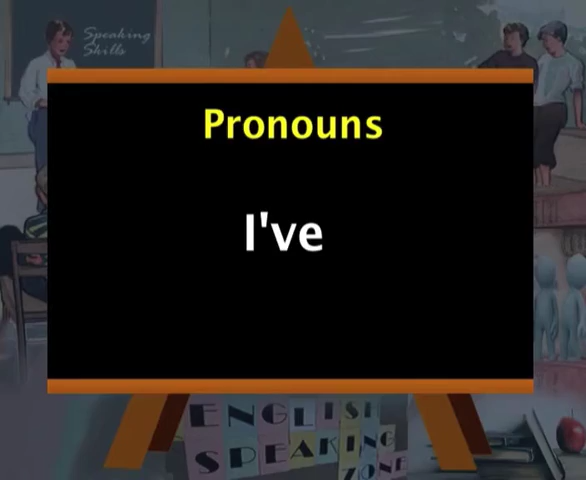 Speaking
Skills
Pronouns
I've
ENGLISH
SPEAKING
ZONE